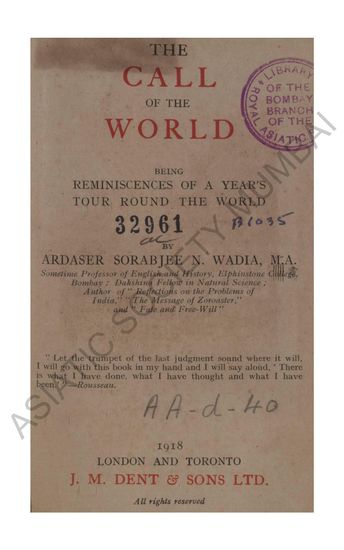 THE
CALL
OF THE
WORLD
LIBRARY
OF THE
BOMBAY
BRANCH
OF THE
ROYAL ASIATIC
BEING
REMINISCENCES OF A YEAR'S
TOUR ROUND THE WORLD
32961
B1035
BY
ARDASER SORABJEE N. WADIA, M.A.
Sometime Professor of English and History, Elphinstone College,
Bombay; Dakshina Fellow in Natural Science;
Author of "Reflections on the Problems of
India," "The Message of Zoroaster,"
and "Fate and Free-Will"
"Let the trumpet of the last judgment sound where it will,
I will go with this book in my hand and I will say aloud, 'There
is what I have done, what I have thought and what I have
been.'"—Rousseau.
AA-d-40
1918
LONDON AND TORONTO
J. M. DENT & SONS LTD.
All rights reserved
ASIATIC SOCIETY MUMBAI